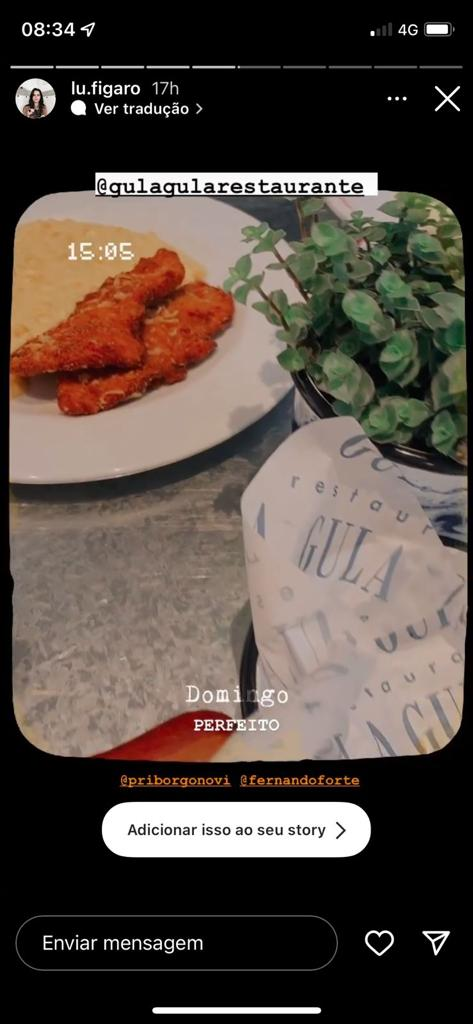 08:34
4G
lu.figaro 17h
Ver tradução
@gulagularestaurante
15:05
restaur
GULA
Domingo
PERFEITO
@priborgonovi @fernandoforte
Adicionar isso ao seu story
Enviar mensagem